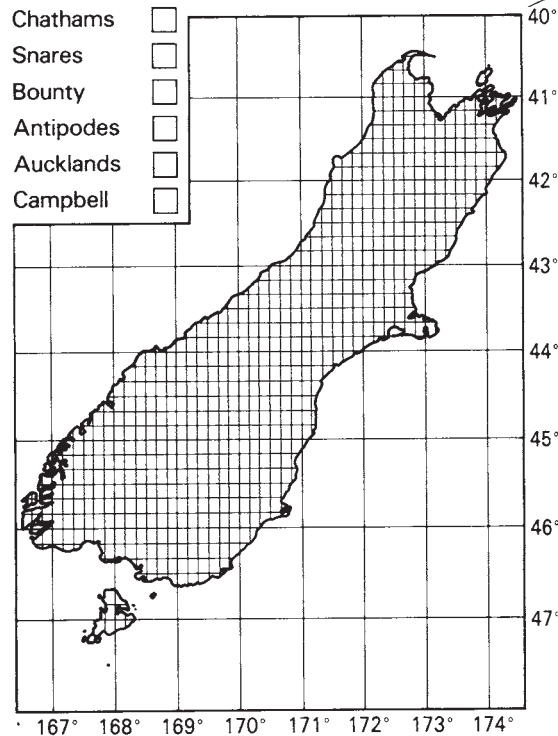 Chathams
Snares
Bounty
Antipodes
Aucklands
Campbell
40°
41°
42°
43°
44°
45°
46°
47°
167° 168° 169° 170° 171° 172° 173° 174°